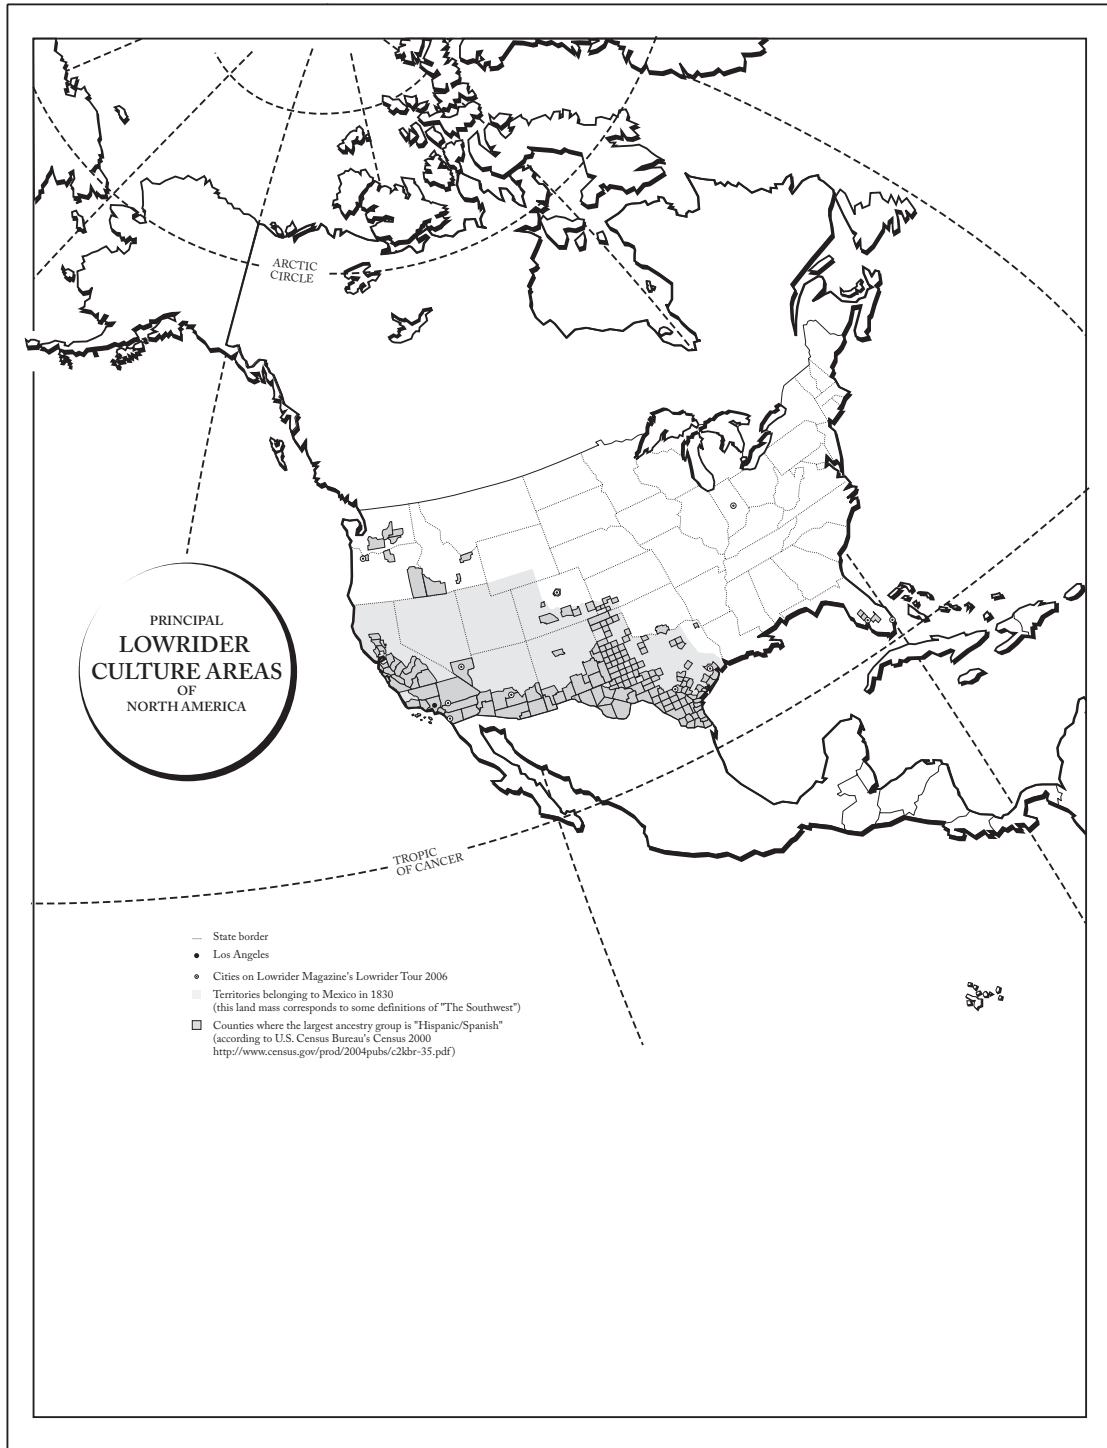 ARCTIC
CIRCLE
PRINCIPAL
LOWRIDER
CULTURE AREAS
OF
NORTH AMERICA
TROPIC
OF CANCER
State border
Los Angeles
Cities on Lowrider Magazine's Lowrider Tour 2006
Territories belonging to Mexico in 1830
(this land mass corresponds to some definitions of "The Southwest")
Counties where the largest ancestry group is "Hispanic/Spanish"
(according to U.S. Census Bureau's Census 2000
http://www.census.gov/prod/2004pubs/c2kbr-35.pdf)